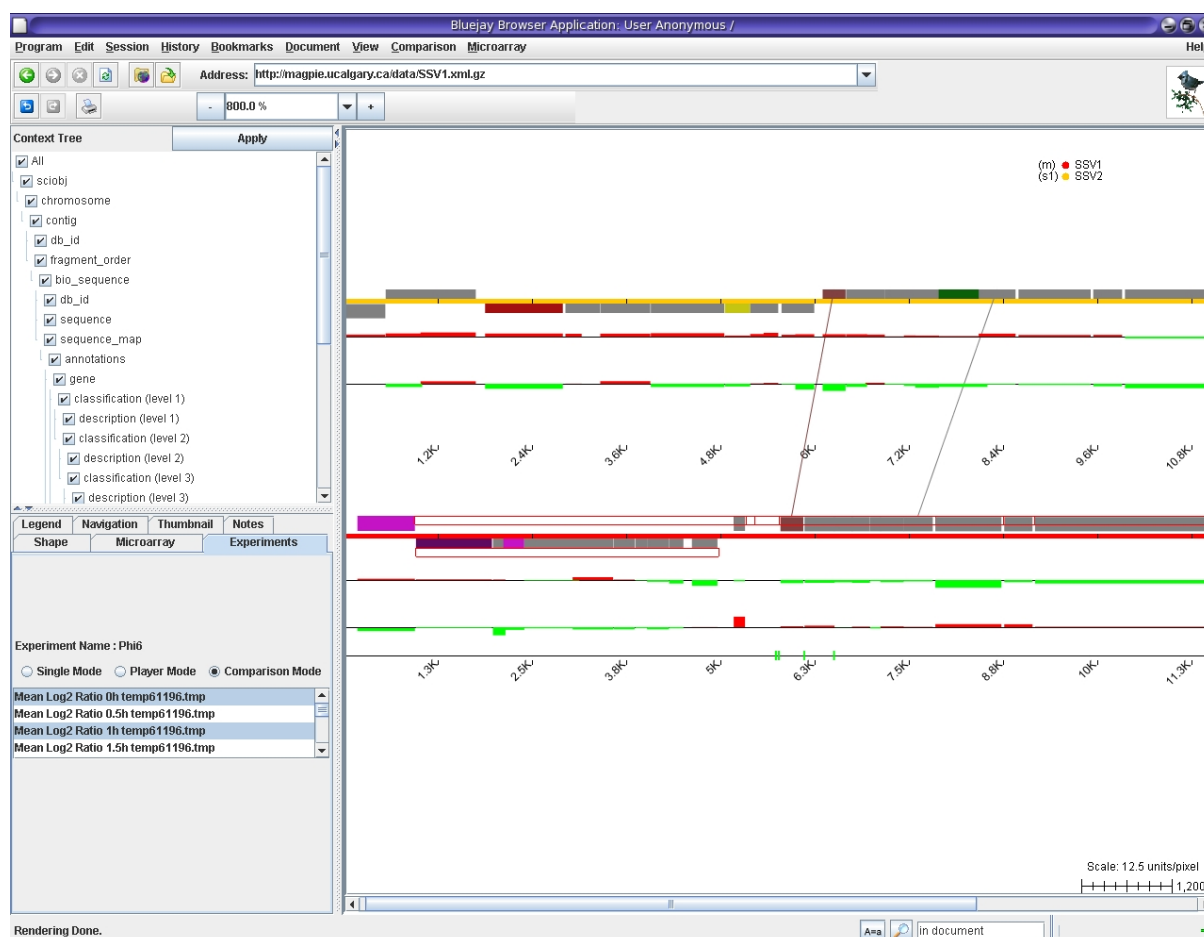 Bluejay Browser Application: User Anonymous /
Program Edit Session History Bookmarks Document View Comparison Microarray Hel
Address: http://magpie.ucalgary.ca/data/SSV1.xml.gz
- 800.0 % +
Context Tree Apply
All
sciobj
chromosome
contig
db_id
fragment_order
bio_sequence
db_id
sequence
sequence_map
annotations
gene
classification (level 1)
description (level 1)
classification (level 2)
description (level 2)
classification (level 3)
description (level 3)
Legend Navigation Thumbnail Notes
Shape Microarray Experiments
Experiment Name : Phi6
Single Mode Player Mode Comparison Mode
Mean Log2 Ratio 0h temp61196.tmp
Mean Log2 Ratio 0.5h temp61196.tmp
Mean Log2 Ratio 1h temp61196.tmp
Mean Log2 Ratio 1.5h temp61196.tmp
(m) SSV1
(s1) SSV2
1.2K 2.4K 3.6K 4.8K 6K 7.2K 8.4K 9.6K 10.8K
1.3K 2.5K 3.8K 5K 6.3K 7.5K 8.8K 10K 11.3K
Scale: 12.5 units/pixel
1,200
Rendering Done. A=a in document